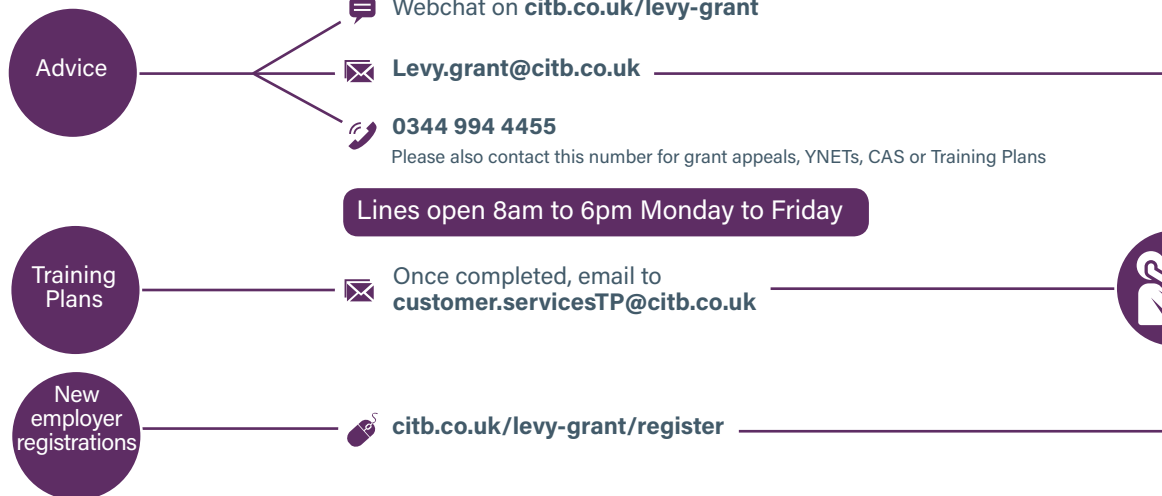 Webchat on citb.co.uk/levy-grant
Advice
Levy.grant@citb.co.uk
0344 994 4455
Please also contact this number for grant appeals, YNETs, CAS or Training Plans
Lines open 8am to 6pm Monday to Friday
Training
Plans
Once completed, email to
customer.servicesTP@citb.co.uk
New
employer
registrations
citb.co.uk/levy-grant/register